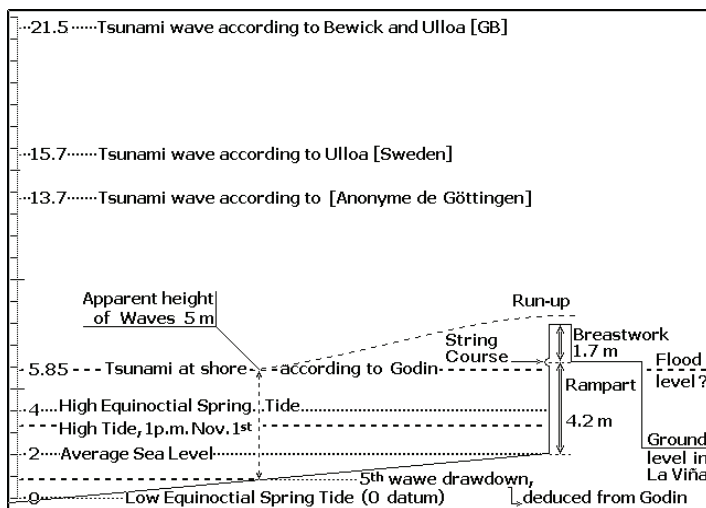 21.5 Tsunami wave according to Bewick and Ulloa [GB]
15.7 Tsunami wave according to Ulloa [Sweden]
13.7 Tsunami wave according to [Anonyme de Göttingen]
Apparent height
of Waves 5 m
Run-up
String
Course
Breastwork
1.7 m
5.85 Tsunami at shore according to Godin
Flood
level ?
Rampart
4.2 m
4 High Equinoctial Spring Tide
High Tide, 1p.m. Nov. 1st
2 Average Sea Level
Ground
level in
La Viña
5th wawe drawdown,
deduced from Godin
0 Low Equinoctial Spring Tide (0 datum)